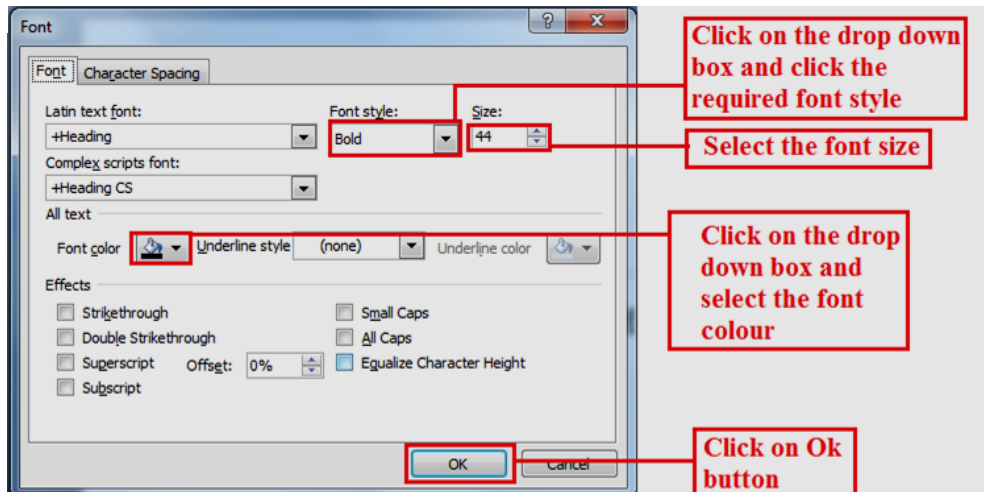 Font
?
X
Font Character Spacing
Latin text font:
+Heading
Font style:
Bold
Size:
44
Complex scripts font:
+Heading CS
All text
Font color
Underline style (none)
Underline color
Effects
Strikethrough
Double Strikethrough
Superscript Offset: 0%
Subscript
Small Caps
All Caps
Equalize Character Height
OK
Cancel
Click on the drop down
box and click the
required font style
Select the font size
Click on the drop
down box and
select the font
colour
Click on Ok
button